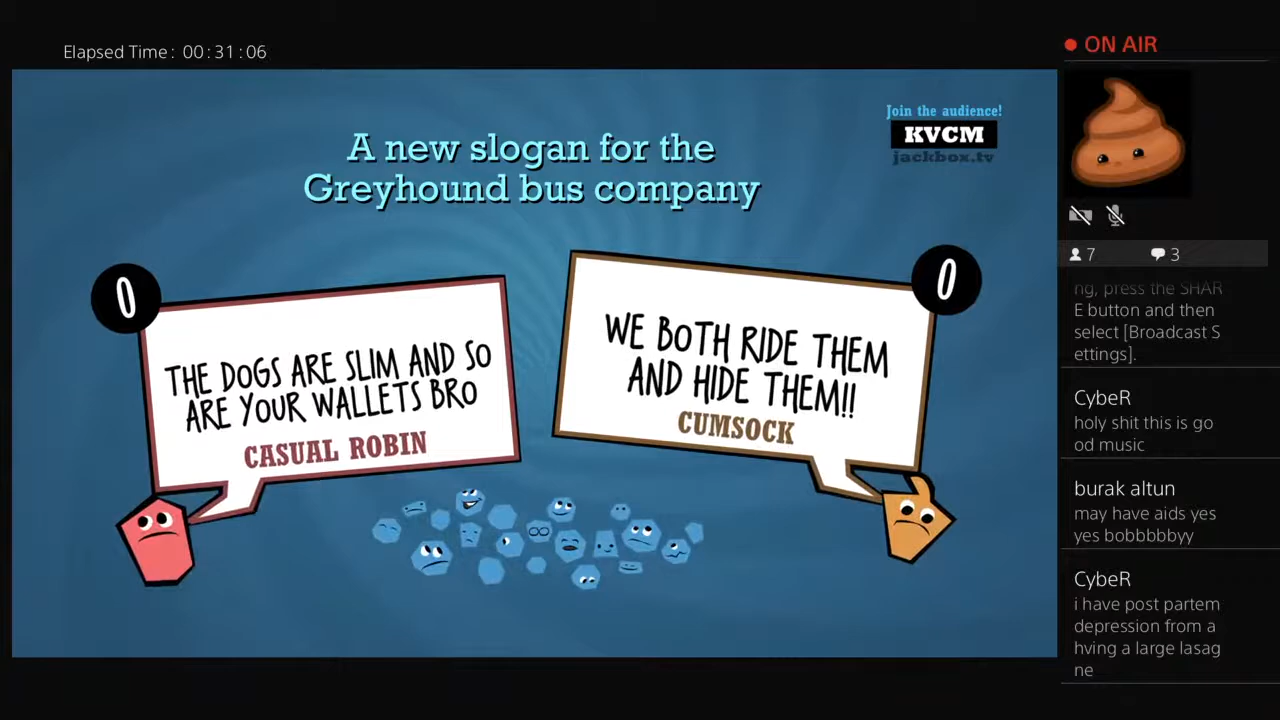 Elapsed Time: 00:31:06
ON AIR
Join the audience!
KVCM
jackbox.tv
A new slogan for the
Greyhound bus company
0
THE DOGS ARE SLIM AND SO
ARE YOUR WALLETS BRO
CASUAL ROBIN
0
WE BOTH RIDE THEM
AND HIDE THEM!!
CUMSOCK
7
3
ng, press the SHAR
E button and then
select [Broadcast S
ettings].
CybeR
holy shit this is go
od music
burak altun
may have aids yes
yes bobbbbbyy
CybeR
i have post partem
depression from a
hving a large lasag
ne